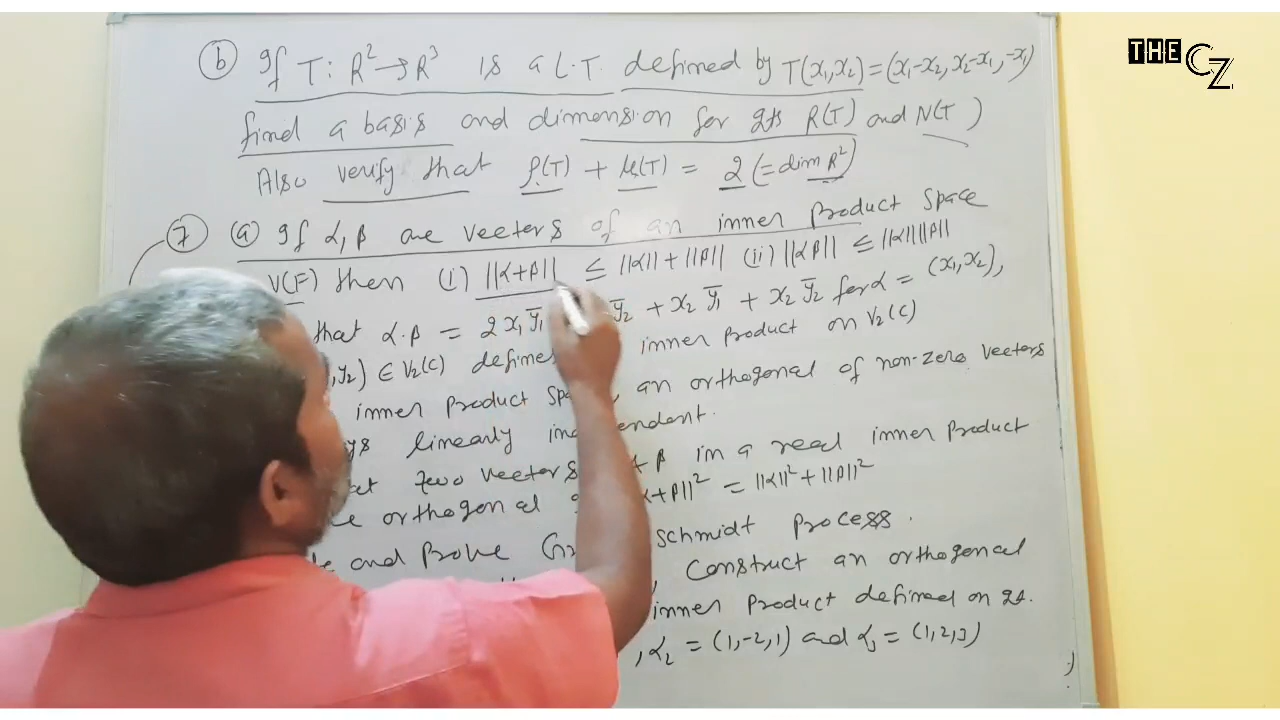 THE CZ
(b) If T: R² → R³ is a L.T. defined by T(x₁,x₂) = (x₁-x₂, x₂-x₁, -x₁)
find a basis and dimension for its R(T) and N(T)
Also verify that ρ(T) + μ(T) = 2 (= dim R²)
(7) (a) If α, β are vectors of an inner product space
V(F) then (i) ||α+β|| ≤ ||α|| + ||β|| (ii) ||αβ|| ≤ ||α|| ||β||
that α.β = 2x₁ȳ₁ ȳ₂ + x₂ȳ₁ + x₂ȳ₂ for α = (x₁,x₂),
,y₂) ∈ V₂(C) defines inner product on V₂(C)
inner product an orthogonal of non-zero vectors
linearly
two vectors β in a real inner product
orthogonal +β||² = ||α||² + ||β||²
and Prove Schmidt Process.
, Construct an orthogonal
inner product defined on it.
, α₂ = (1,-2,1) and α₃ = (1,2,3)